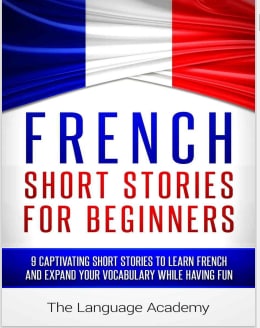 FRENCH
SHORT STORIES
FOR BEGINNERS
9 CAPTIVATING SHORT STORIES TO LEARN FRENCH
AND EXPAND YOUR VOCABULARY WHILE HAVING FUN
The Language Academy